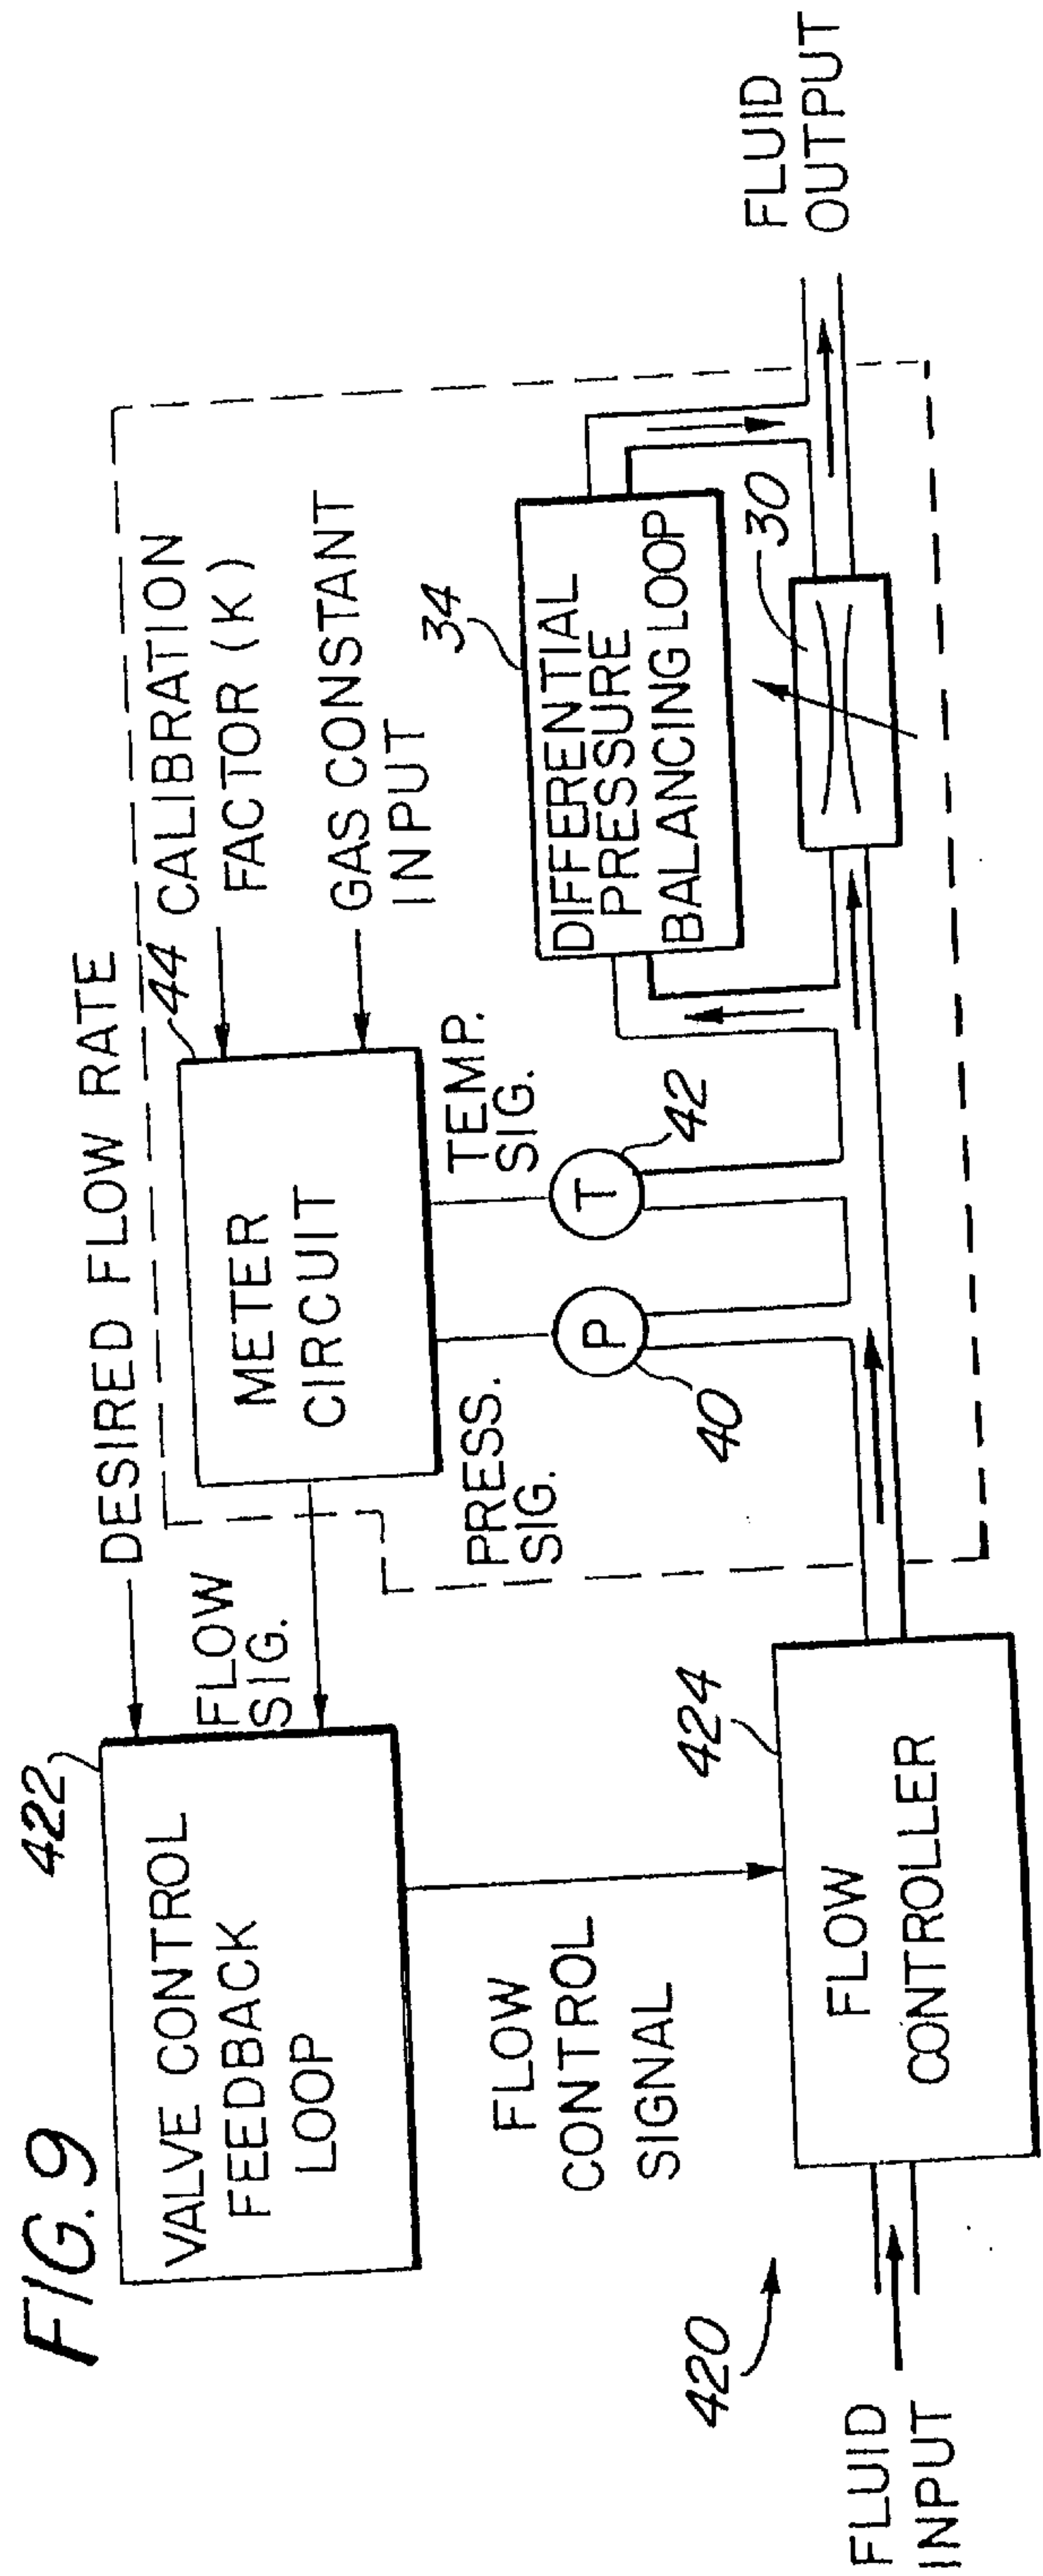 FIG. 9
DESIRED FLOW RATE
422
VALVE CONTROL
FEEDBACK
LOOP
FLOW
SIG.
44
METER
CIRCUIT
CALIBRATION
FACTOR (K)
GAS CONSTANT
INPUT
PRESS.
SIG.
TEMP.
SIG.
P
40
T
42
34
DIFFERENTIAL
PRESSURE
BALANCING LOOP
30
FLOW
CONTROL
SIGNAL
424
FLOW
CONTROLLER
420
FLUID
INPUT
FLUID
OUTPUT